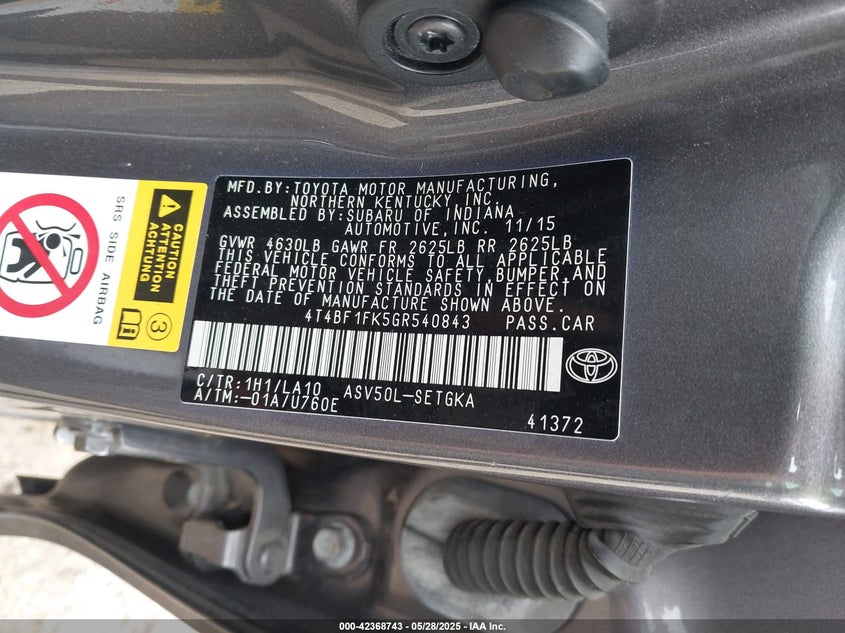 MFD.BY:TOYOTA MOTOR MANUFACTURING,
NORTHERN KENTUCKY, INC.
ASSEMBLED BY:SUBARU OF INDIANA
AUTOMOTIVE,INC. 11/15
GVWR 4630LB GAWR FR 2625LB RR 2625LB
THIS VEHICLE CONFORMS TO ALL APPLICABLE
FEDERAL MOTOR VEHICLE SAFETY,BUMPER,AND
THEFT PREVENTION STANDARDS IN EFFECT ON
THE DATE OF MANUFACTURE SHOWN ABOVE.
4T4BF1FK5GR540843 PASS.CAR
C/TR:1H1/LA10 ASV50L-SETGKA
A/TM:-01A/U760E
41372
CAUTION
ATTENTION
ACHTUNG
SRS SIDE AIRBAG
3
000-42368743 / 05/28/2025 - IAA Inc.